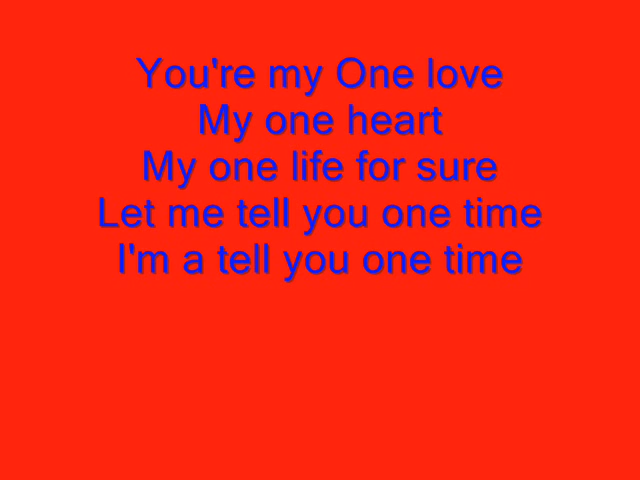 You're my One love
My one heart
My one life for sure
Let me tell you one time
I'm a tell you one time